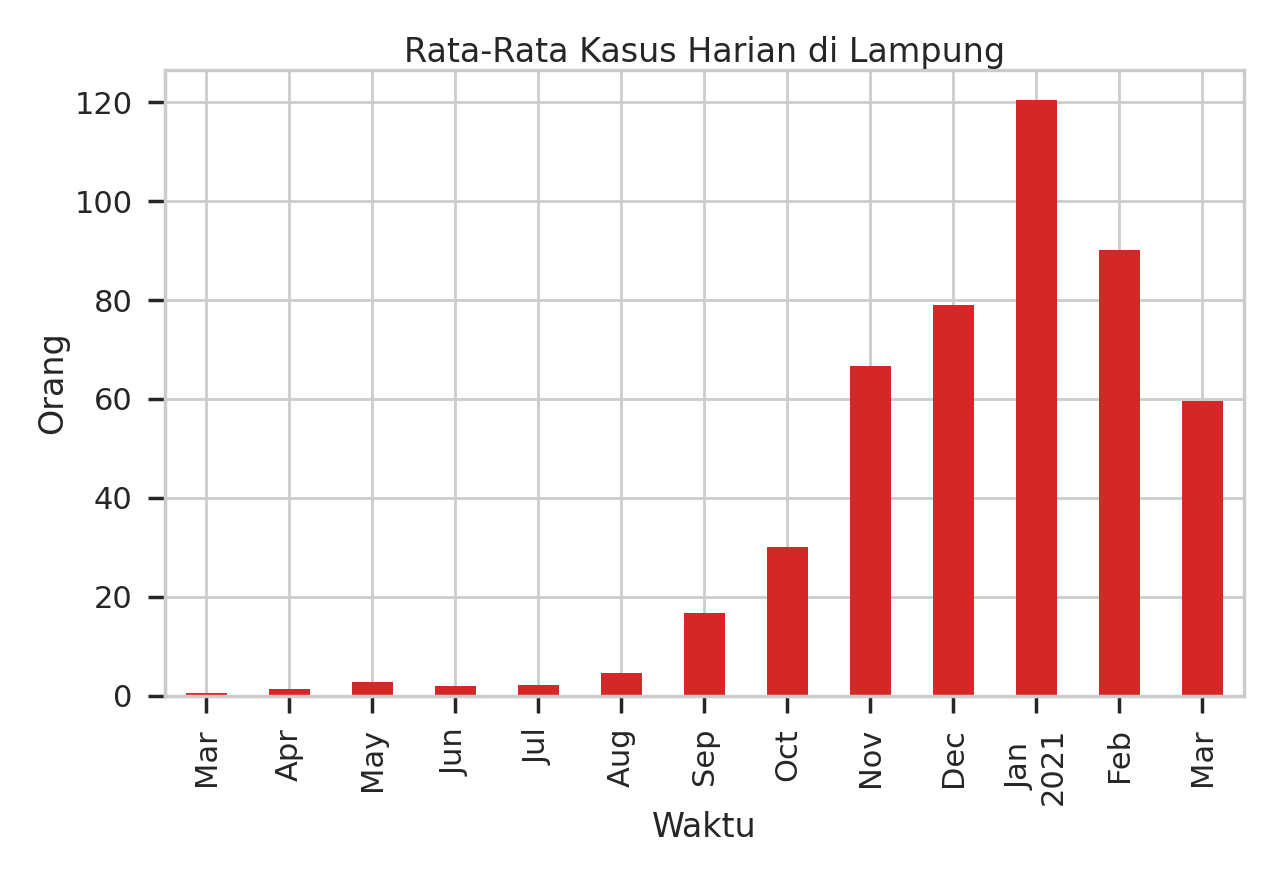 Rata-Rata Kasus Harian di Lampung
120
100
80
60
40
20
0
Orang
Mar
Apr
May
Jun
Jul
Aug
Sep
Oct
Nov
Dec
Jan
2021
Feb
Mar
Waktu